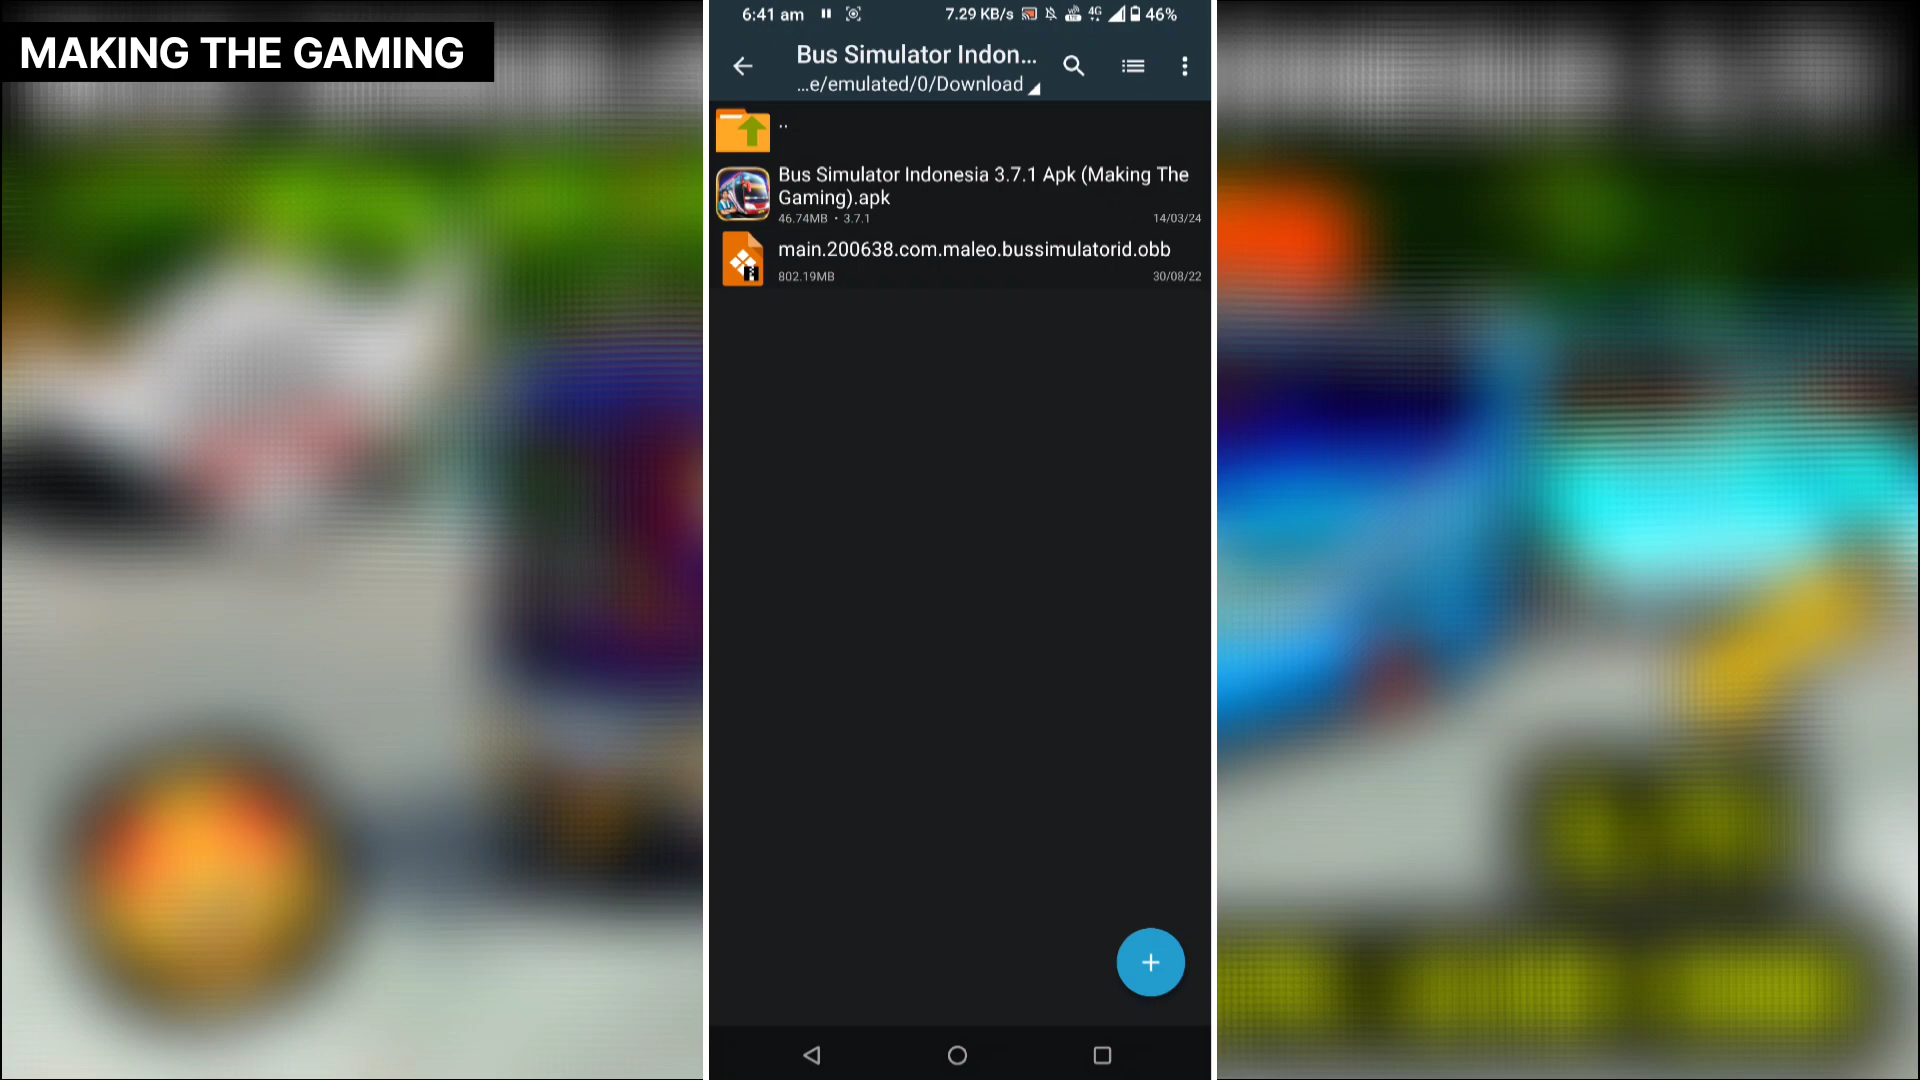 MAKING THE GAMING
6:41 am 7.29 KB/s 4G 46%
Bus Simulator Indon...
...e/emulated/0/Download
..
Bus Simulator Indonesia 3.7.1 Apk (Making The
Gaming).apk
46.74MB • 3.7.1 14/03/24
main.200638.com.maleo.bussimulatorid.obb
802.19MB 30/08/22